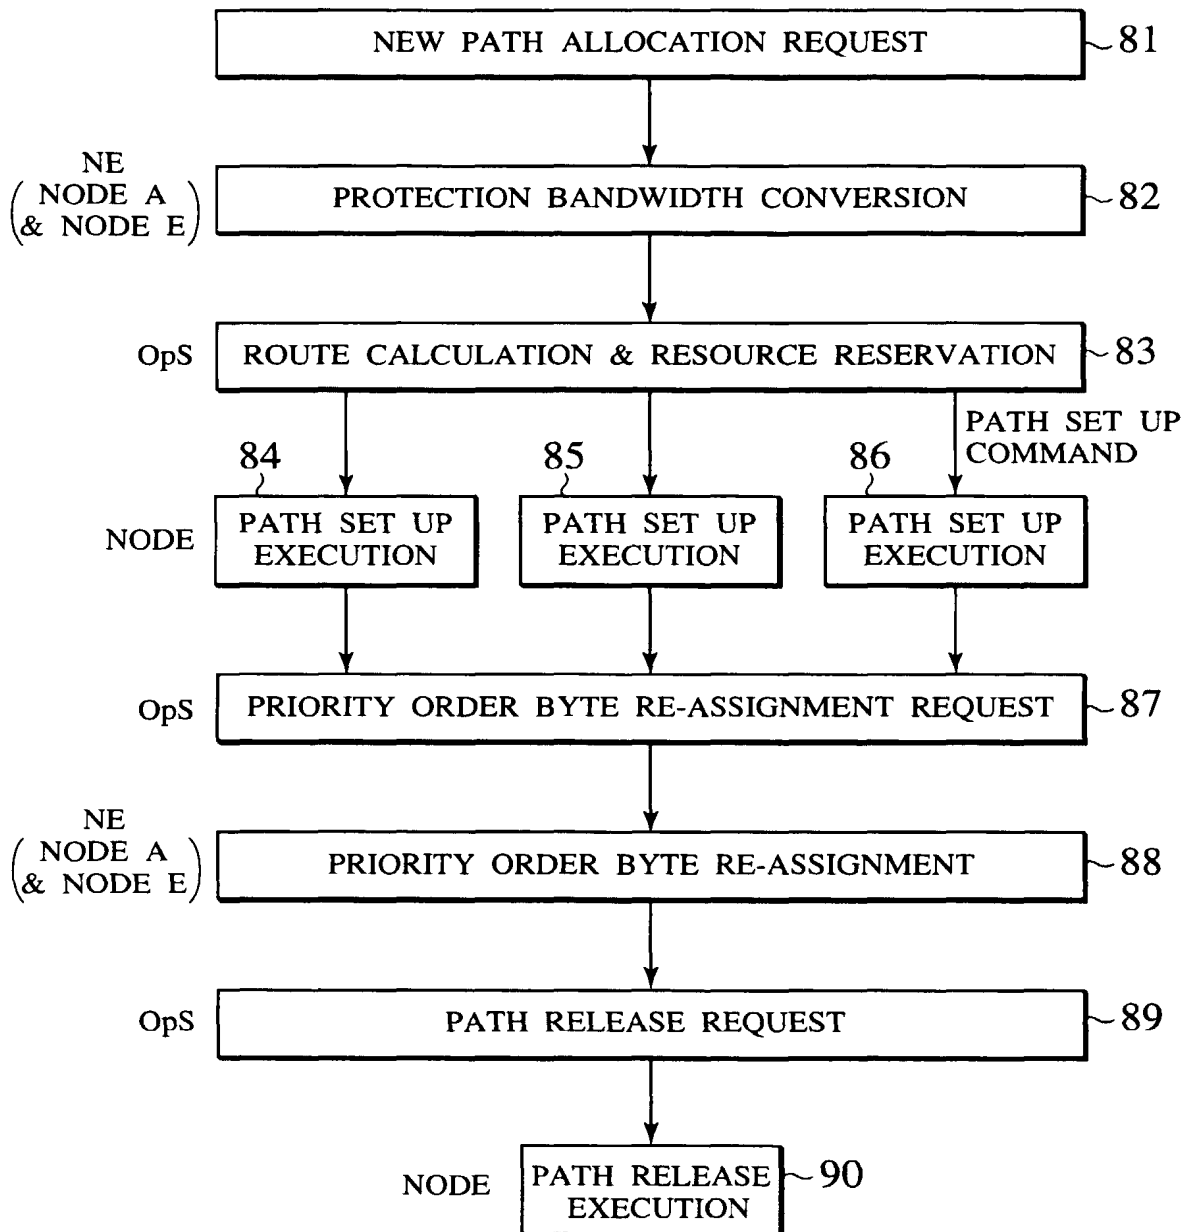 NEW PATH ALLOCATION REQUEST
81
NE
( NODE A
& NODE E )
PROTECTION BANDWIDTH CONVERSION
82
OpS
ROUTE CALCULATION & RESOURCE RESERVATION
83
PATH SET UP
COMMAND
84
85
86
NODE
PATH SET UP
EXECUTION
PATH SET UP
EXECUTION
PATH SET UP
EXECUTION
OpS
PRIORITY ORDER BYTE RE-ASSIGNMENT REQUEST
87
NE
( NODE A
& NODE E )
PRIORITY ORDER BYTE RE-ASSIGNMENT
88
OpS
PATH RELEASE REQUEST
89
NODE
PATH RELEASE
EXECUTION
90